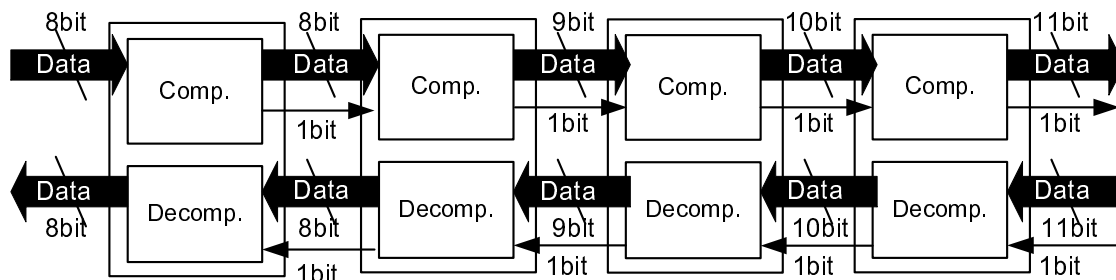 8bit 8bit 9bit 10bit 11bit
Data Data Data Data Data
Comp. Comp. Comp. Comp.
1bit 1bit 1bit 1bit
Data Data Data Data Data
Decomp. Decomp. Decomp. Decomp.
8bit 8bit 9bit 10bit 11bit
1bit 1bit 1bit 1bit